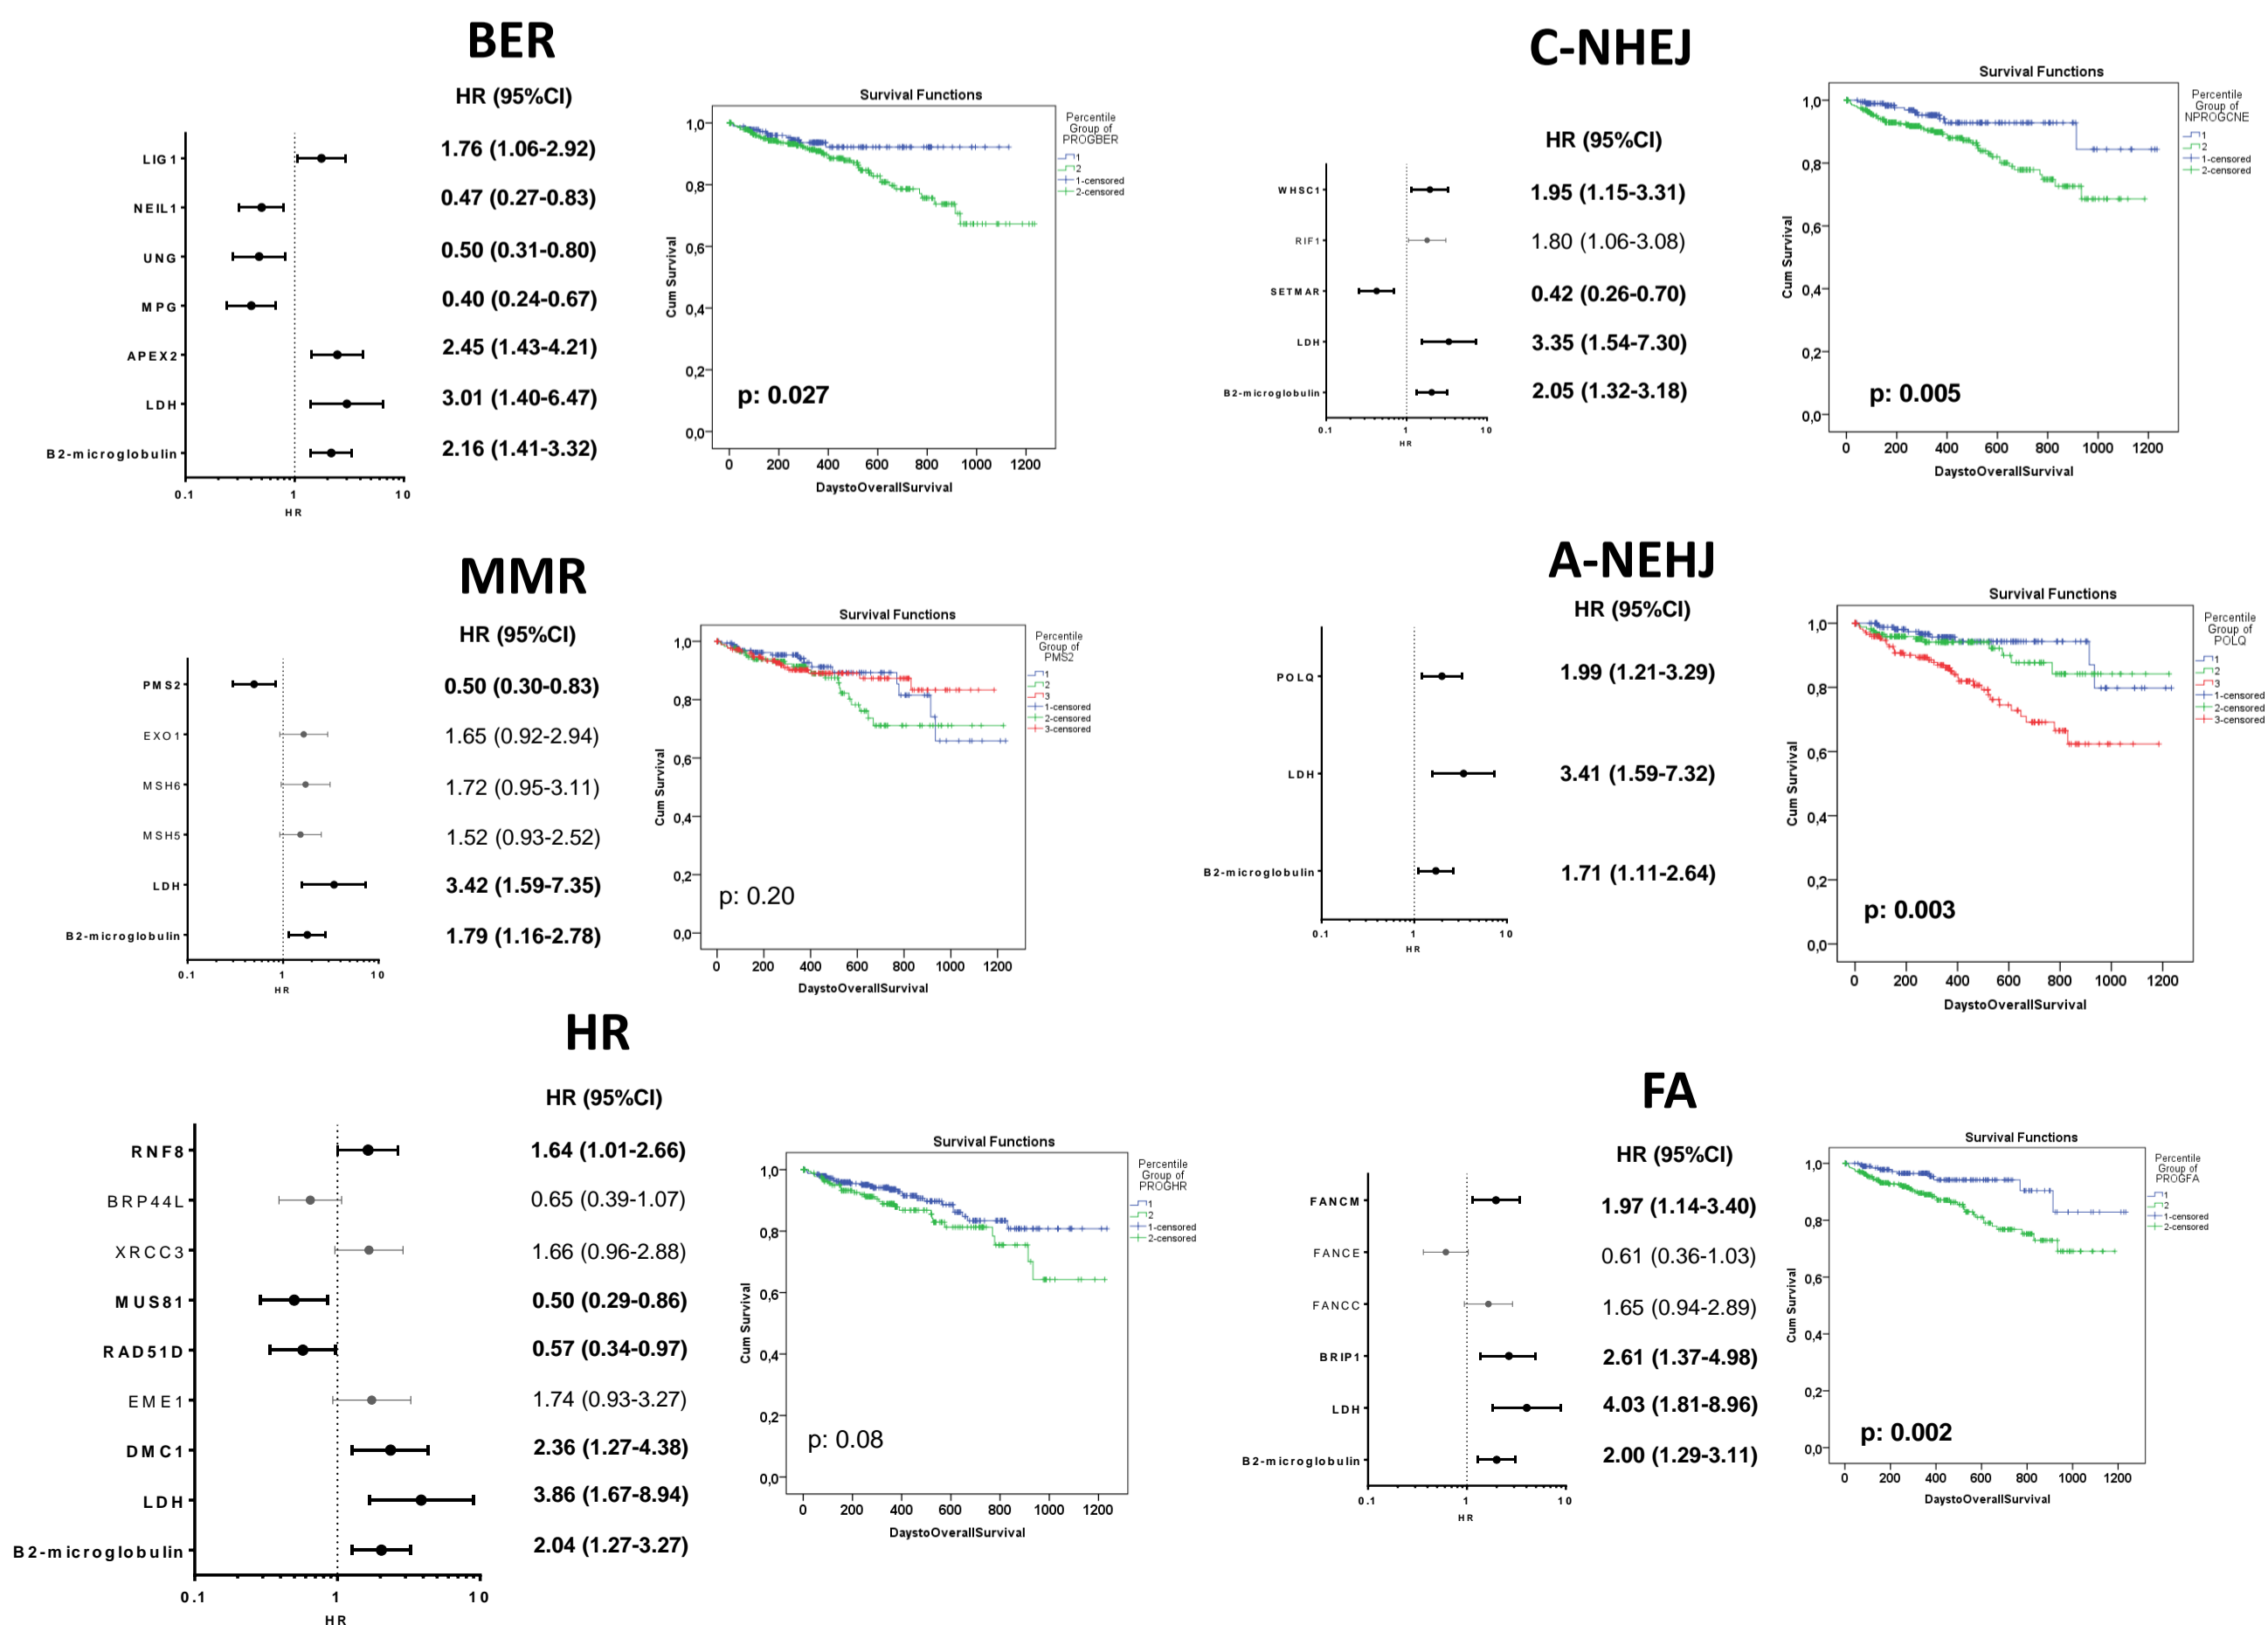 BER
HR (95%CI)
LIG1
1.76 (1.06-2.92)
NEIL1
0.47 (0.27-0.83)
UNG
0.50 (0.31-0.80)
MPG
0.40 (0.24-0.67)
APEX2
2.45 (1.43-4.21)
LDH
3.01 (1.40-6.47)
B2-microglobulin
2.16 (1.41-3.32)
0.1 1 10
HR
Survival Functions
Cum Survival
1,0
0,8
0,6
0,4
0,2
0,0
p: 0.027
0 200 400 600 800 1000 1200
DaystoOverallSurvival
Percentile
Group of
PROGBER
1
2
1-censored
2-censored
C-NHEJ
HR (95%CI)
WHSC1
1.95 (1.15-3.31)
RIF1
1.80 (1.06-3.08)
SETMAR
0.42 (0.26-0.70)
LDH
3.35 (1.54-7.30)
B2-microglobulin
2.05 (1.32-3.18)
0.1 1 10
HR
Survival Functions
Cum Survival
1,0
0,8
0,6
0,4
0,2
0,0
p: 0.005
0 200 400 600 800 1000 1200
DaystoOverallSurvival
Percentile
Group of
NPROGCNE
1
2
1-censored
2-censored
MMR
HR (95%CI)
PMS2
0.50 (0.30-0.83)
EXO1
1.65 (0.92-2.94)
MSH6
1.72 (0.95-3.11)
MSH5
1.52 (0.93-2.52)
LDH
3.42 (1.59-7.35)
B2-microglobulin
1.79 (1.16-2.78)
0.1 1 10
HR
Survival Functions
Cum Survival
1,0
0,8
0,6
0,4
0,2
0,0
p: 0.20
0 200 400 600 800 1000 1200
DaystoOverallSurvival
Percentile
Group of
PMS2
1
2
3
1-censored
2-censored
3-censored
A-NEHJ
HR (95%CI)
POLQ
1.99 (1.21-3.29)
LDH
3.41 (1.59-7.32)
B2-microglobulin
1.71 (1.11-2.64)
0.1 1 10
HR
Survival Functions
Cum Survival
1,0
0,8
0,6
0,4
0,2
0,0
p: 0.003
0 200 400 600 800 1000 1200
DaystoOverallSurvival
Percentile
Group of
POLQ
1
2
3
1-censored
2-censored
3-censored
HR
HR (95%CI)
RNF8
1.64 (1.01-2.66)
BRP44L
0.65 (0.39-1.07)
XRCC3
1.66 (0.96-2.88)
MUS81
0.50 (0.29-0.86)
RAD51D
0.57 (0.34-0.97)
EME1
1.74 (0.93-3.27)
DMC1
2.36 (1.27-4.38)
LDH
3.86 (1.67-8.94)
B2-microglobulin
2.04 (1.27-3.27)
0.1 1 10
HR
Survival Functions
Cum Survival
1,0
0,8
0,6
0,4
0,2
0,0
p: 0.08
0 200 400 600 800 1000 1200
DaystoOverallSurvival
Percentile
Group of
PROGHR
1
2
1-censored
2-censored
FA
HR (95%CI)
FANCM
1.97 (1.14-3.40)
FANCE
0.61 (0.36-1.03)
FANCC
1.65 (0.94-2.89)
BRIP1
2.61 (1.37-4.98)
LDH
4.03 (1.81-8.96)
B2-microglobulin
2.00 (1.29-3.11)
0.1 1 10
HR
Survival Functions
Cum Survival
1,0
0,8
0,6
0,4
0,2
0,0
p: 0.002
0 200 400 600 800 1000 1200
DaystoOverallSurvival
Percentile
Group of
PROGFA
1
2
1-censored
2-censored